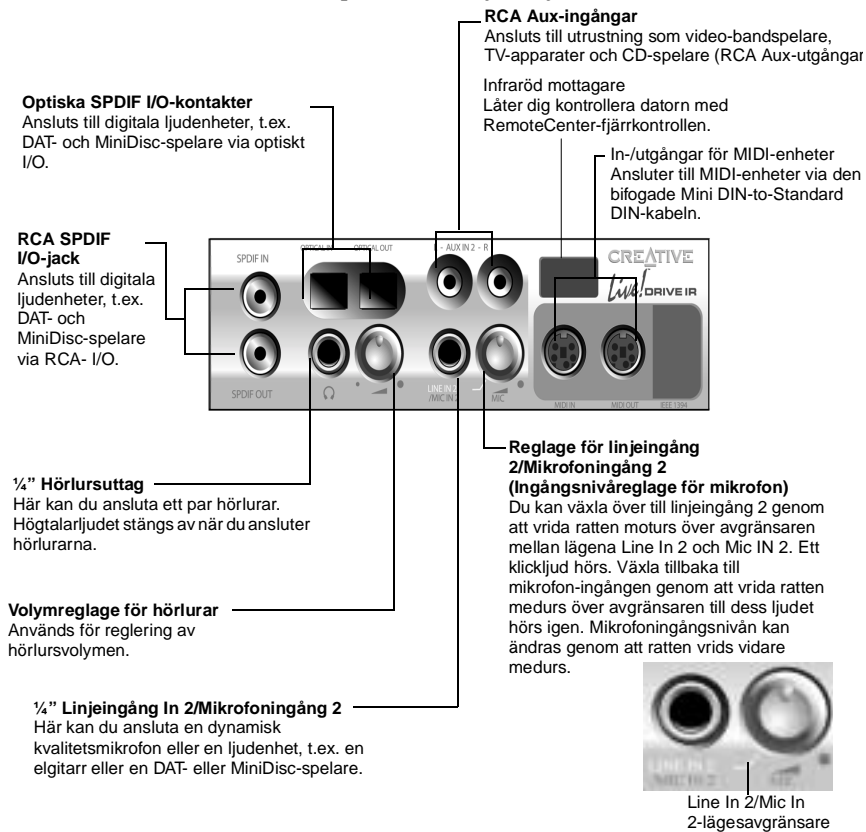 RCA Aux-ingångar
Ansluts till utrustning som video-bandspelare,
TV-apparater och CD-spelare (RCA Aux-utgångar
Infraröd mottagare
Låter dig kontrollera datorn med
RemoteCenter-fjärrkontrollen.
Optiska SPDIF I/O-kontakter
Ansluts till digitala ljudenheter, t.ex.
DAT- och MiniDisc-spelare via optiskt
I/O.
In-/utgångar för MIDI-enheter
Ansluter till MIDI-enheter via den
bifogade Mini DIN-to-Standard
DIN-kabeln.
RCA SPDIF
I/O-jack
Ansluts till digitala
ljudenheter, t.ex.
DAT- och
MiniDisc-spelare
via RCA- I/O.
SPDIF IN
OPTICAL IN
OPTICAL OUT
L - AUX IN 2 - R
CREATIVE
Live! DRIVE IR
SPDIF OUT
LINE IN 2
/MIC IN 2
MIC
MIDI IN
MIDI OUT
IEEE 1394
¼” Hörlursuttag
Här kan du ansluta ett par hörlurar.
Högtalarljudet stängs av när du ansluter
hörlurarna.
Reglage för linjeingång
2/Mikrofoningång 2
(Ingångsnivåreglage för mikrofon)
Du kan växla över till linjeingång 2 genom
att vrida ratten moturs över avgränsaren
mellan lägena Line In 2 och Mic IN 2. Ett
klickljud hörs. Växla tillbaka till
mikrofon-ingången genom att vrida ratten
medurs över avgränsaren till dess ljudet
hörs igen. Mikrofoningångsnivån kan
ändras genom att ratten vrids vidare
medurs.
Volymreglage för hörlurar
Används för reglering av
hörlursvolymen.
¼” Linjeingång In 2/Mikrofoningång 2
Här kan du ansluta en dynamisk
kvalitetsmikrofon eller en ljudenhet, t.ex. en
elgitarr eller en DAT- eller MiniDisc-spelare.
LINE IN 2
Line In 2/Mic In
2-lägesavgränsare